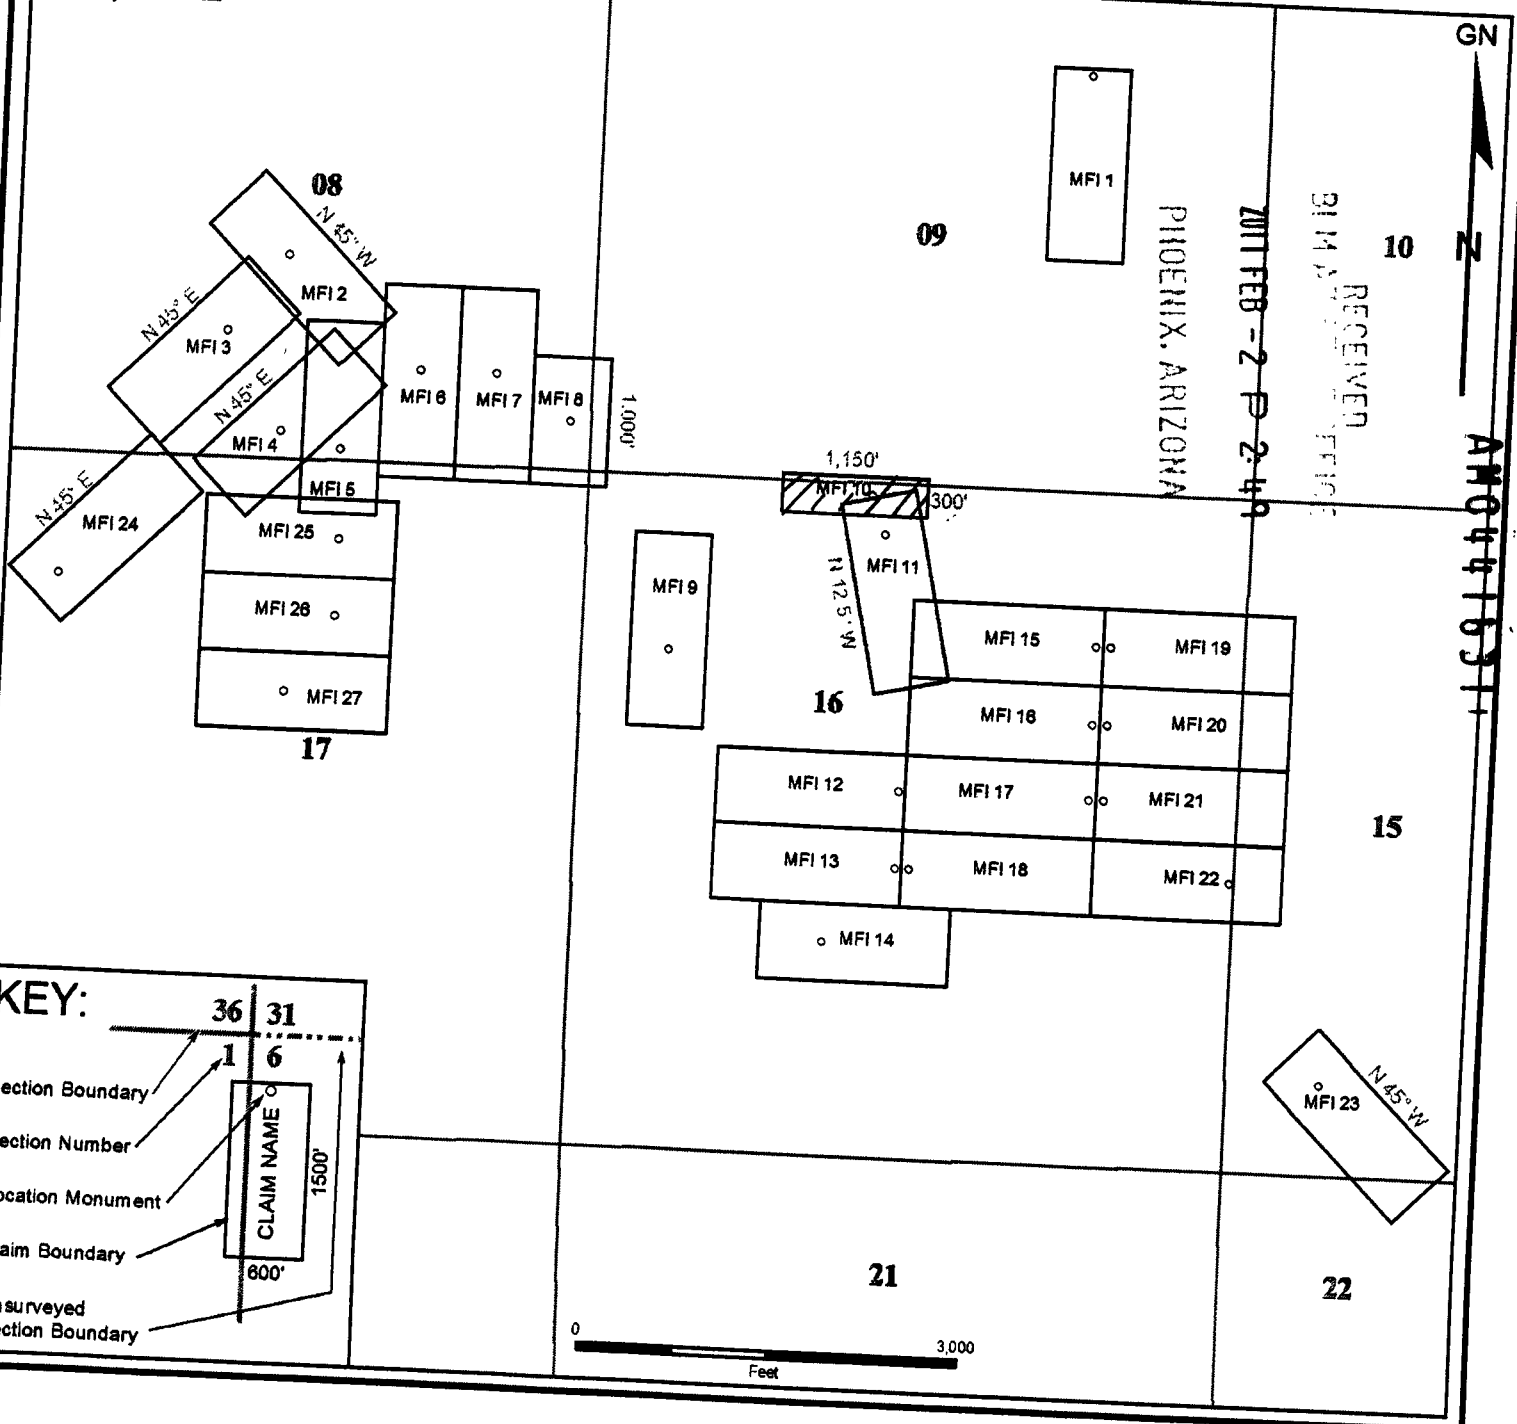 GN
MFI 1
08
N 45° W
09
10
N
PHOENIX, ARIZONA
2011 FEB -2 P 2:49
RECEIVED
MFI 2
N 45° E
MFI 3
N 45° E
MFI 4
MFI 5
MFI 6
MFI 7
MFI 8
1,000'
1,150'
MFI 10
300'
N 45° E
MFI 24
MFI 25
MFI 26
MFI 27
17
MFI 9
MFI 11
N 12.5° W
16
MFI 15
MFI 19
MFI 16
MFI 20
MFI 12
MFI 17
MFI 21
MFI 13
MFI 18
MFI 22
15
MFI 14
MFI 23
N 45° W
KEY:
36 31
1 6
ection Boundary
ection Number
ocation Monument
aim Boundary
surveyed
ction Boundary
CLAIM NAME
1500'
600'
21
22
0
3,000
Feet